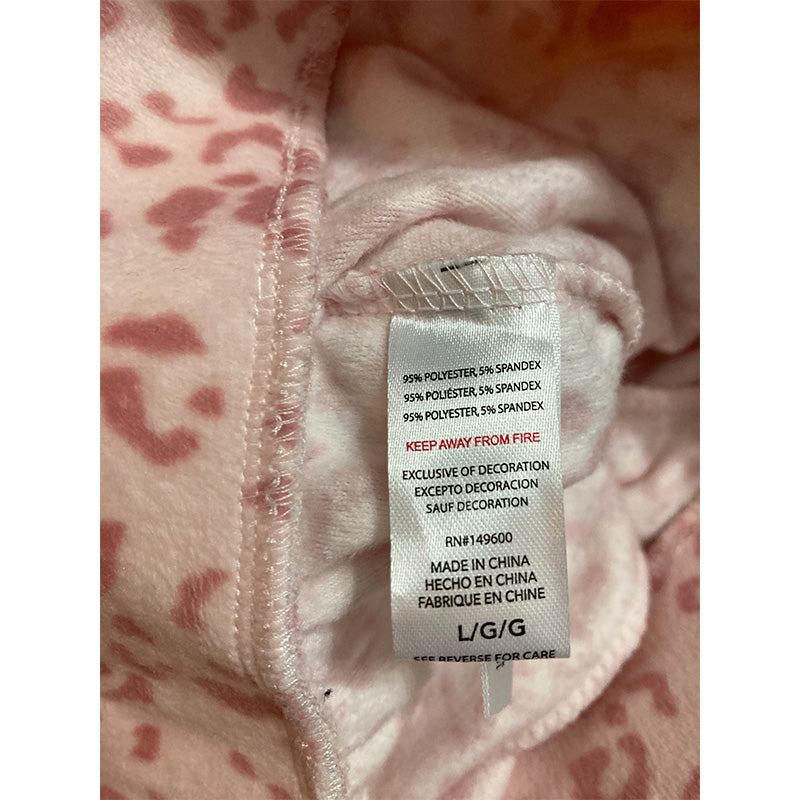 95% POLYESTER, 5% SPANDEX
95% POLIÉSTER, 5% SPANDEX
95% POLYESTER, 5% SPANDEX
KEEP AWAY FROM FIRE
EXCLUSIVE OF DECORATION
EXCEPTO DECORACION
SAUF DECORATION
RN#149600
MADE IN CHINA
HECHO EN CHINA
FABRIQUE EN CHINE
L/G/G
SEE REVERSE FOR CARE